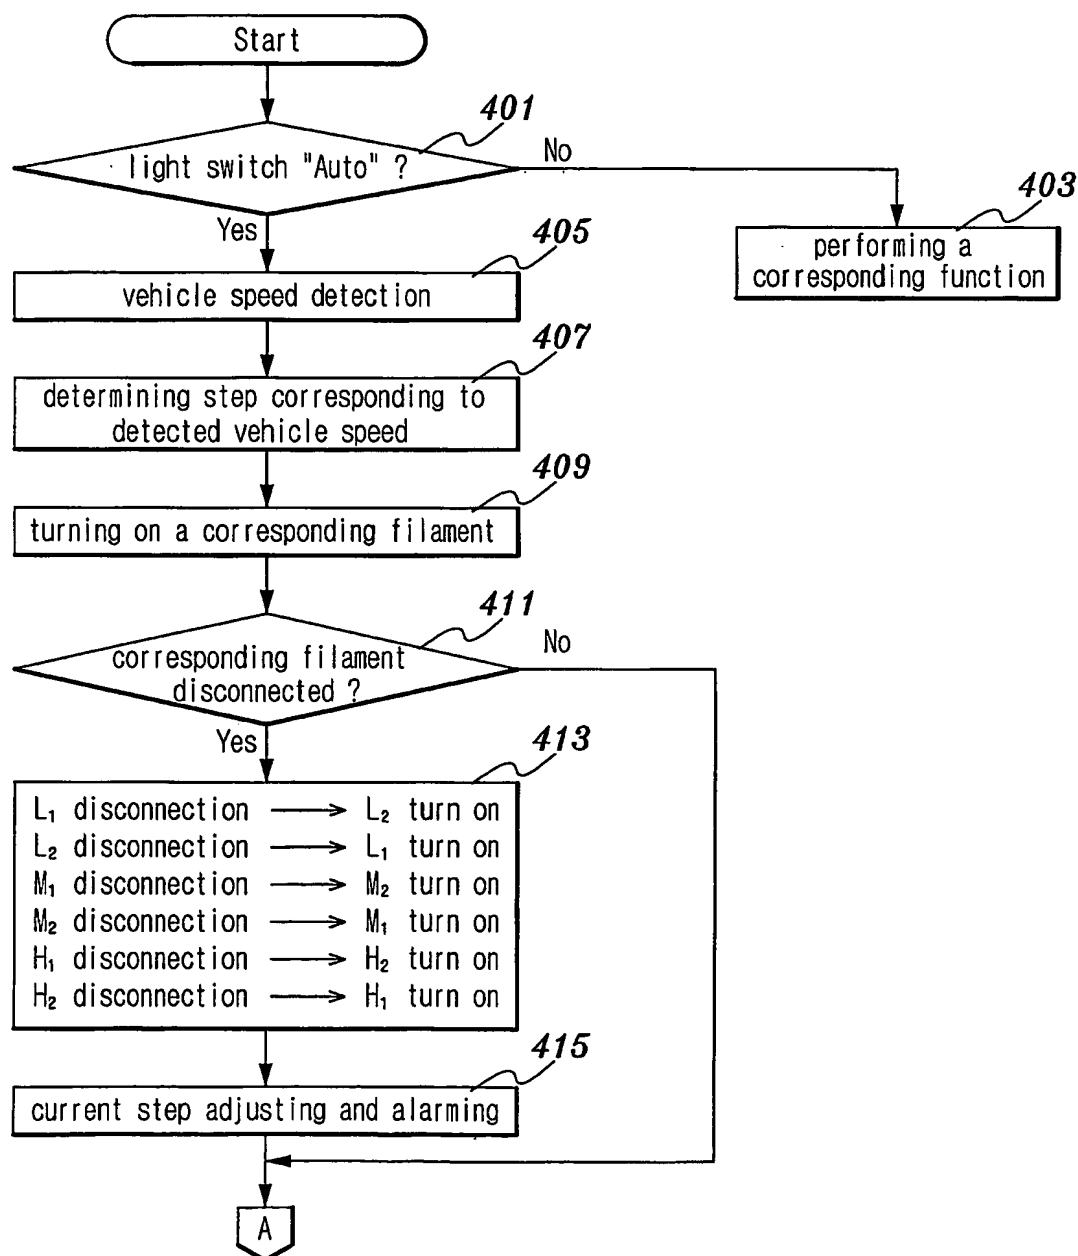 Start
401
light switch "Auto" ?
No
403
performing a
corresponding function
Yes
405
vehicle speed detection
407
determining step corresponding to
detected vehicle speed
409
turning on a corresponding filament
411
corresponding filament
disconnected ?
No
Yes
413
L₁ disconnection → L₂ turn on
L₂ disconnection → L₁ turn on
M₁ disconnection → M₂ turn on
M₂ disconnection → M₁ turn on
H₁ disconnection → H₂ turn on
H₂ disconnection → H₁ turn on
415
current step adjusting and alarming
A